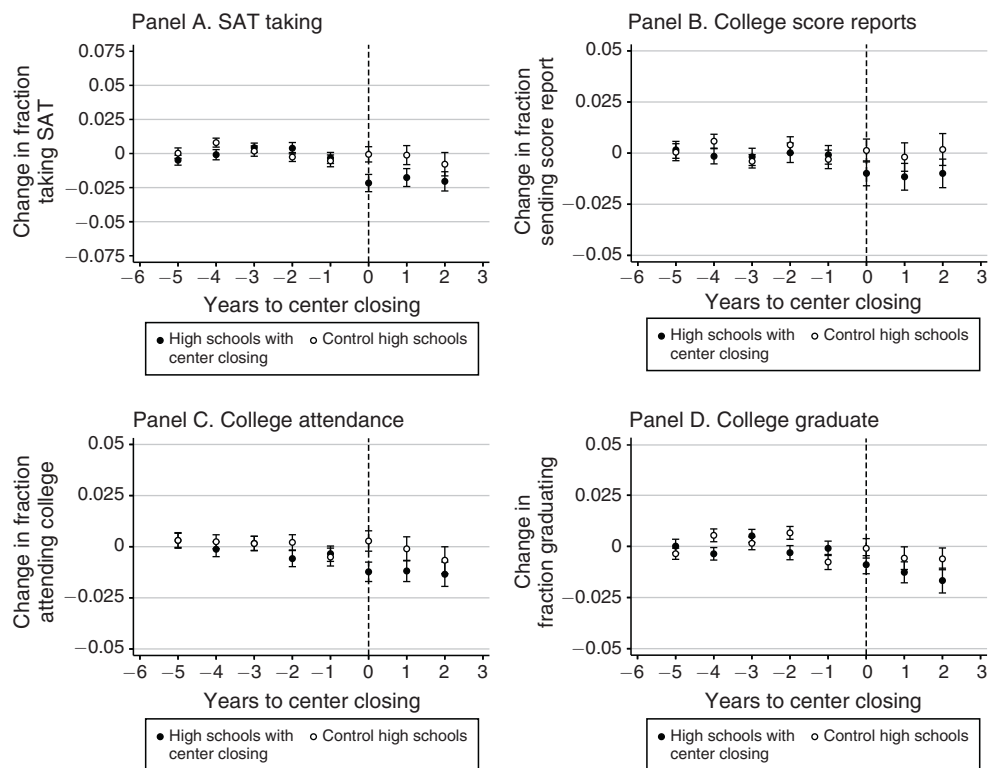 Panel A. SAT taking
Change in fraction
taking SAT
0.075
0.05
0.025
0
−0.025
−0.05
−0.075
−6 −5 −4 −3 −2 −1 0 1 2 3
Years to center closing
High schools with
center closing
Control high schools
Panel B. College score reports
Change in fraction
sending score report
0.05
0.025
0
−0.025
−0.05
−6 −5 −4 −3 −2 −1 0 1 2 3
Years to center closing
High schools with
center closing
Control high schools
Panel C. College attendance
Change in fraction
attending college
0.05
0.025
0
−0.025
−0.05
−6 −5 −4 −3 −2 −1 0 1 2 3
Years to center closing
High schools with
center closing
Control high schools
Panel D. College graduate
Change in
fraction graduating
0.05
0.025
0
−0.025
−0.05
−6 −5 −4 −3 −2 −1 0 1 2 3
Years to center closing
High schools with
center closing
Control high schools